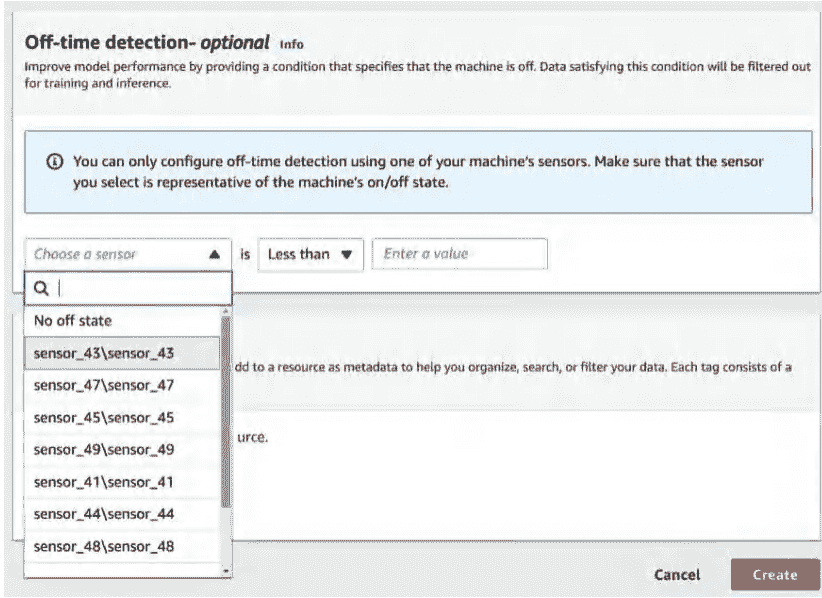 Off-time detection- optional Info
Improve model performance by providing a condition that specifies that the machine is off. Data satisfying this condition will be filtered out
for training and inference.
You can only configure off-time detection using one of your machine's sensors. Make sure that the sensor
you select is representative of the machine's on/off state.
Choose a sensor is Less than Enter a value
No off state
sensor_43\sensor_43
dd to a resource as metadata to help you organize, search, or filter your data. Each tag consists of a
sensor_47\sensor_47
sensor_45\sensor_45
urce.
sensor_49\sensor_49
sensor_41\sensor_41
sensor_44\sensor_44
sensor_48\sensor_48
Cancel Create